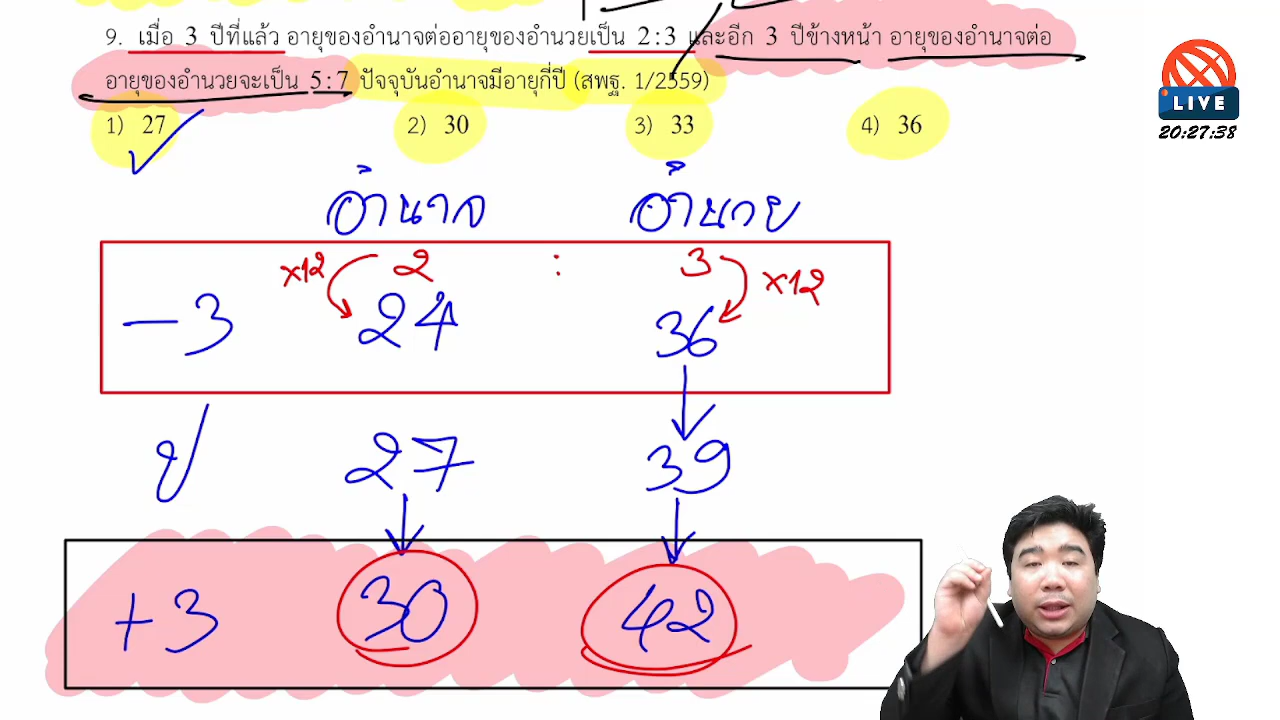 9. เมื่อ 3 ปีที่แล้ว อายุของอำนาจต่ออายุของอำนวยเป็น 2:3 และอีก 3 ปีข้างหน้า อายุของอำนาจต่อ
อายุของอำนวยจะเป็น 5:7 ปัจจุบันอำนาจมีอายุกี่ปี (สพฐ. 1/2559)
1) 27 2) 30 3) 33 4) 36
LIVE
20:27:38
อำนาจ อำนวย
×12 2 : 3 ×12
-3 24 36
ป 27 39
+3 30 42